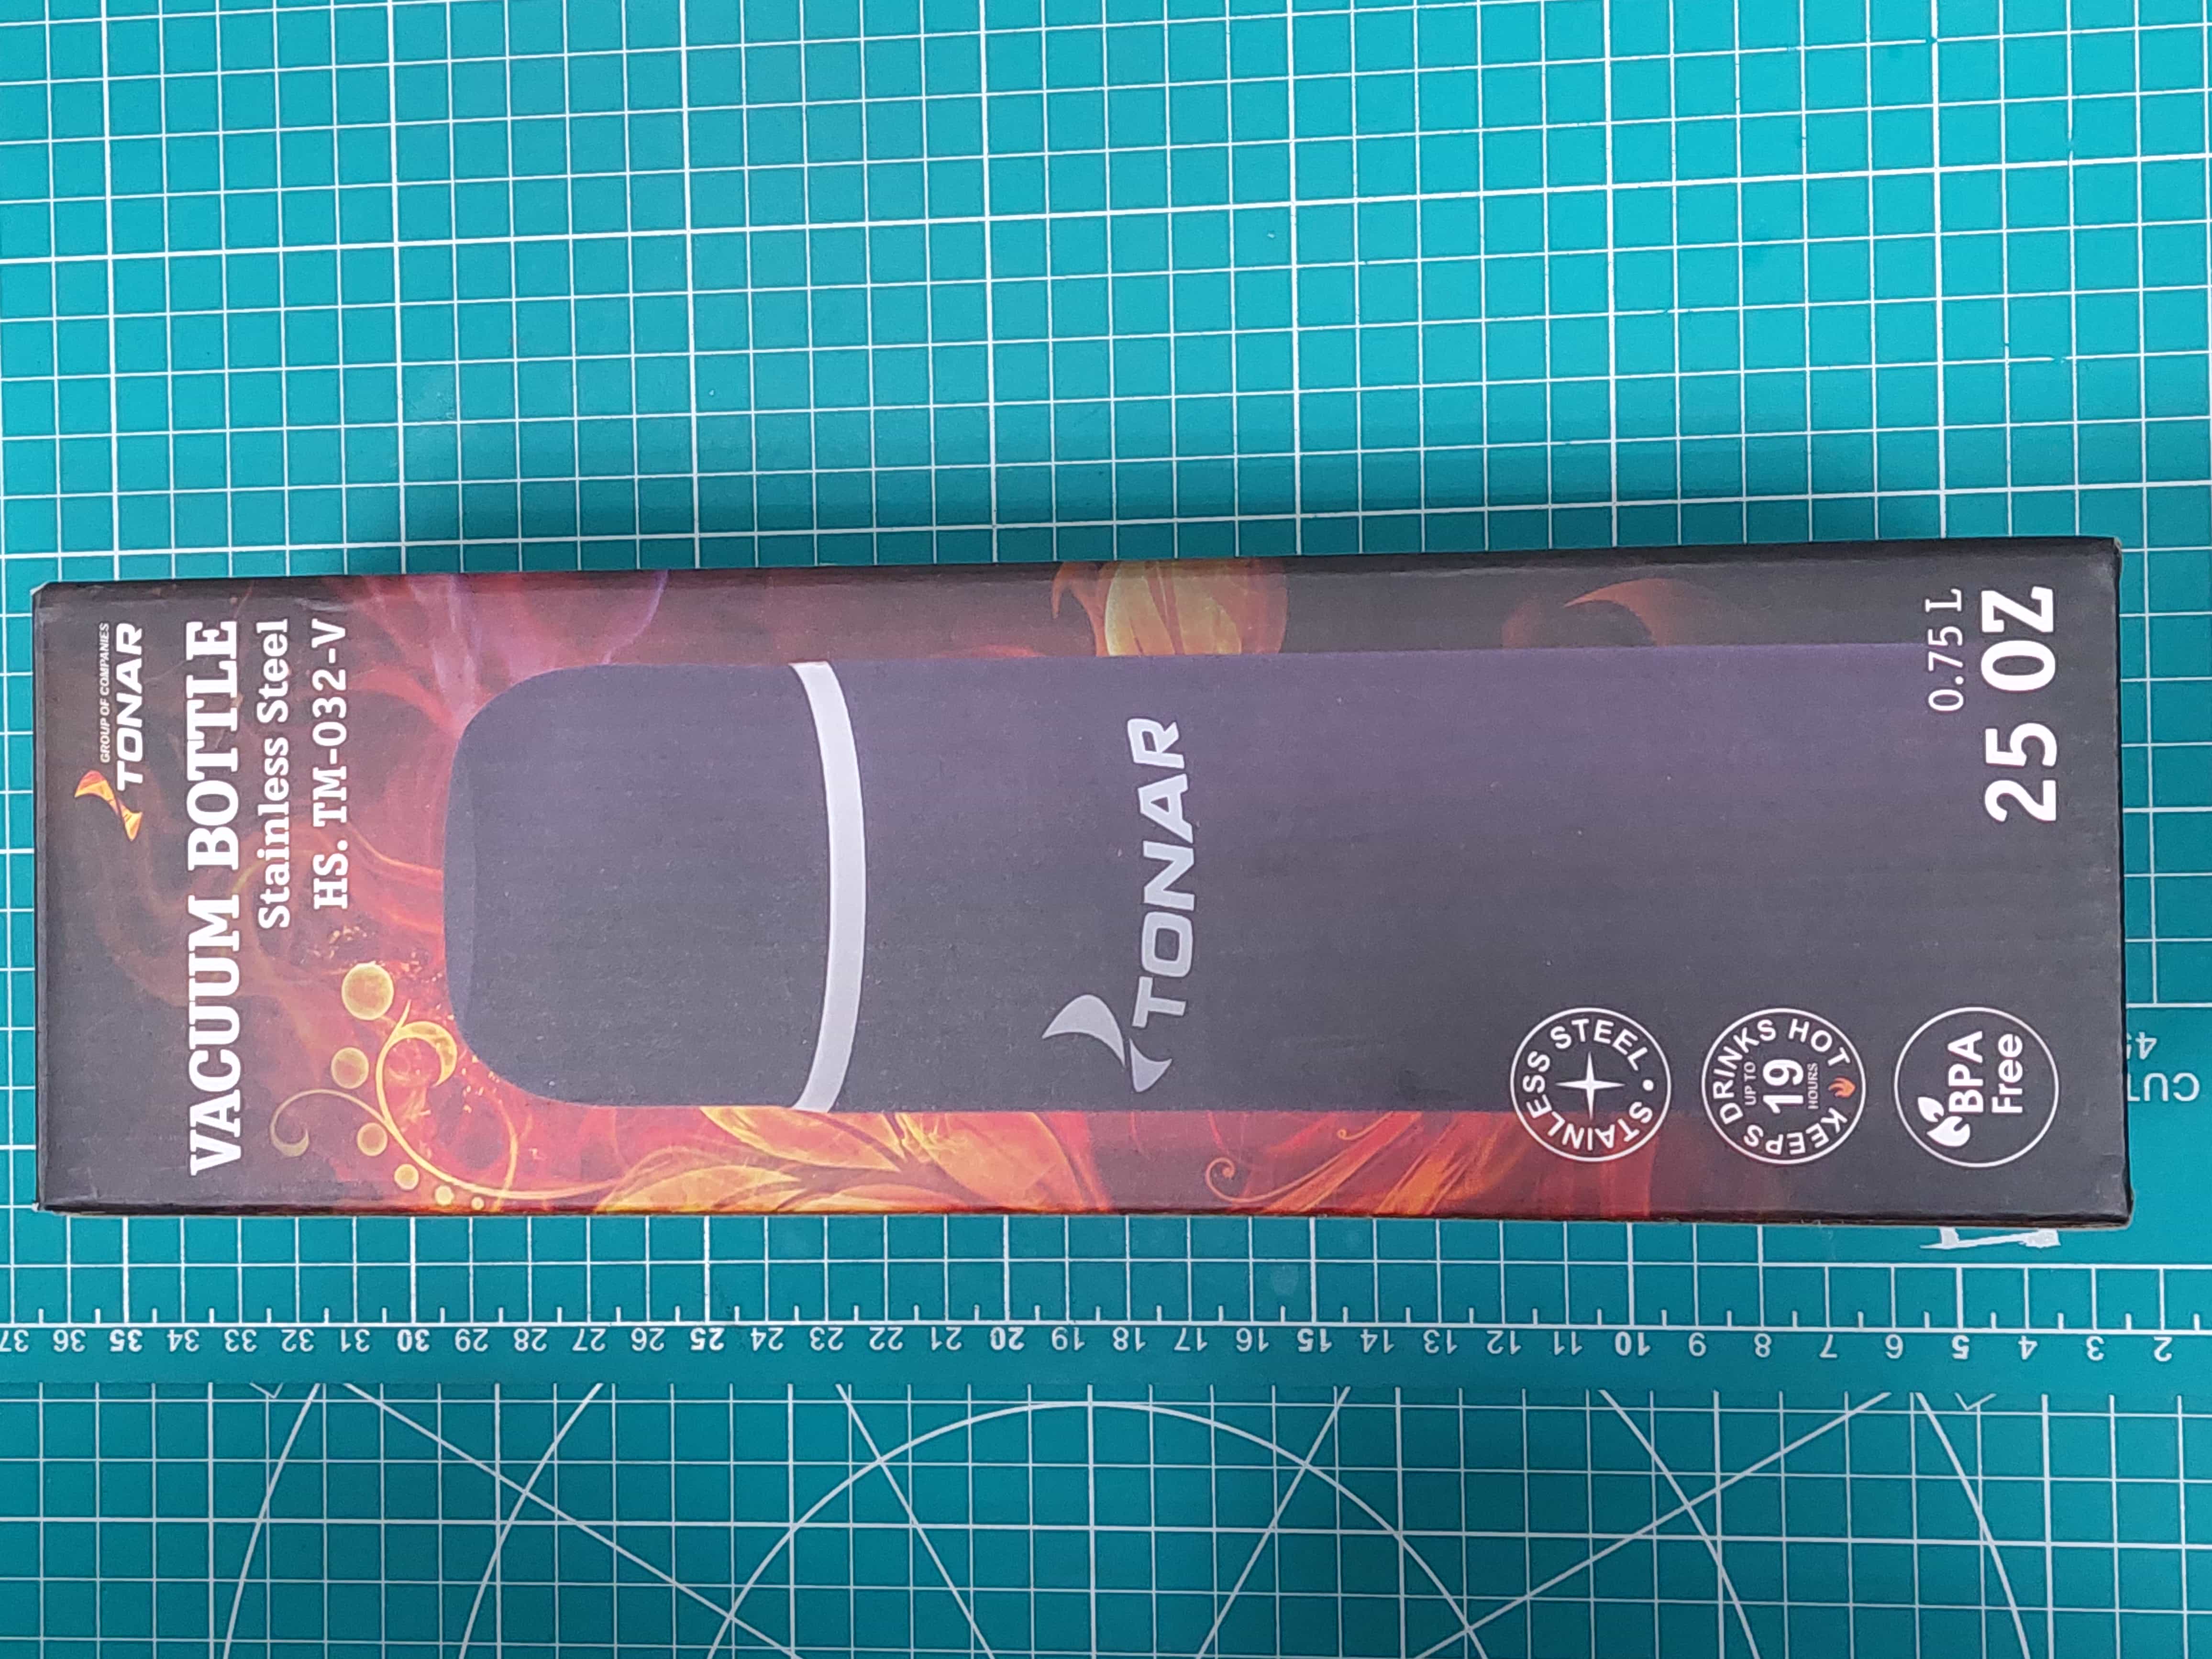 GROUP OF COMPANIES
TONAR
VACUUM BOTTLE
Stainless Steel
HS. TM-032-V
TONAR
STAINLESS STEEL • STAINLESS STEEL
KEEPS DRINKS HOT
UP TO
19
HOURS
BPA
Free
0.75 L
25 OZ
37 36 35 34 33 32 31 30 29 28 27 26 25 24 23 22 21 20 19 18 17 16 15 14 13 12 11 10 9 8 7 6 5 4 3 2